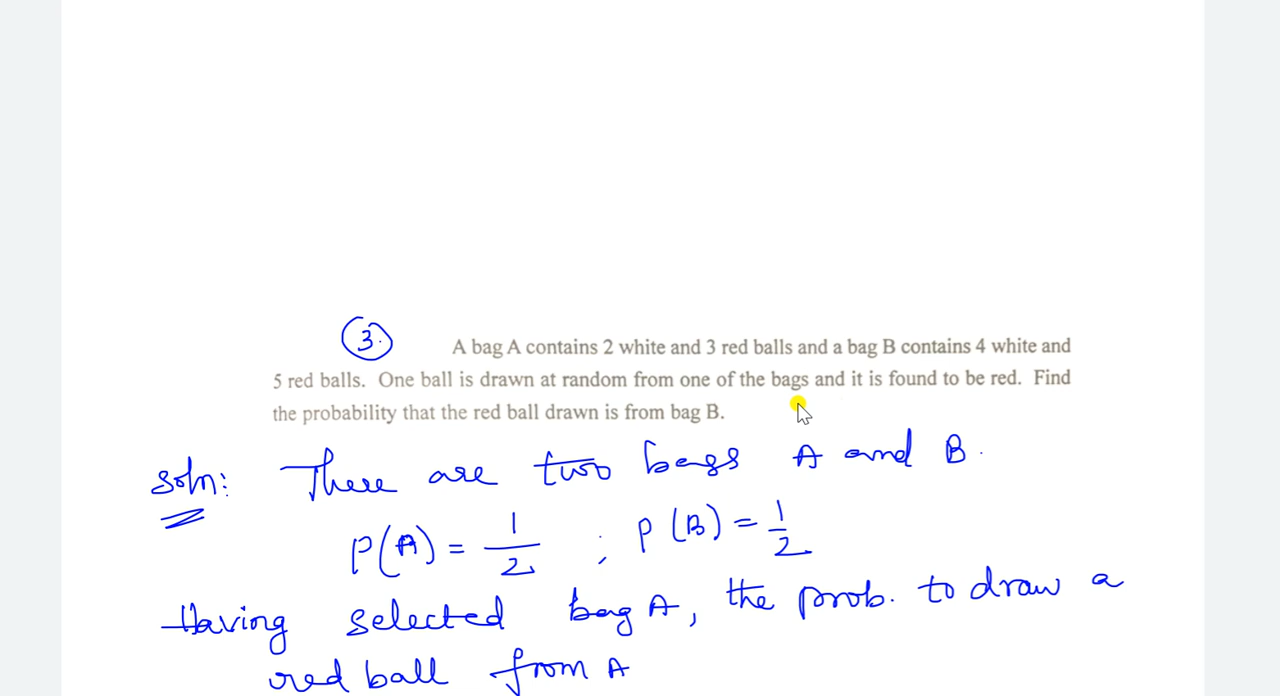 3.
A bag A contains 2 white and 3 red balls and a bag B contains 4 white and
5 red balls. One ball is drawn at random from one of the bags and it is found to be red. Find
the probability that the red ball drawn is from bag B.
Soln: There are two bags A and B.
P(A) = 1/2 ; P(B) = 1/2
Having selected bag A, the prob. to draw a
red ball from A